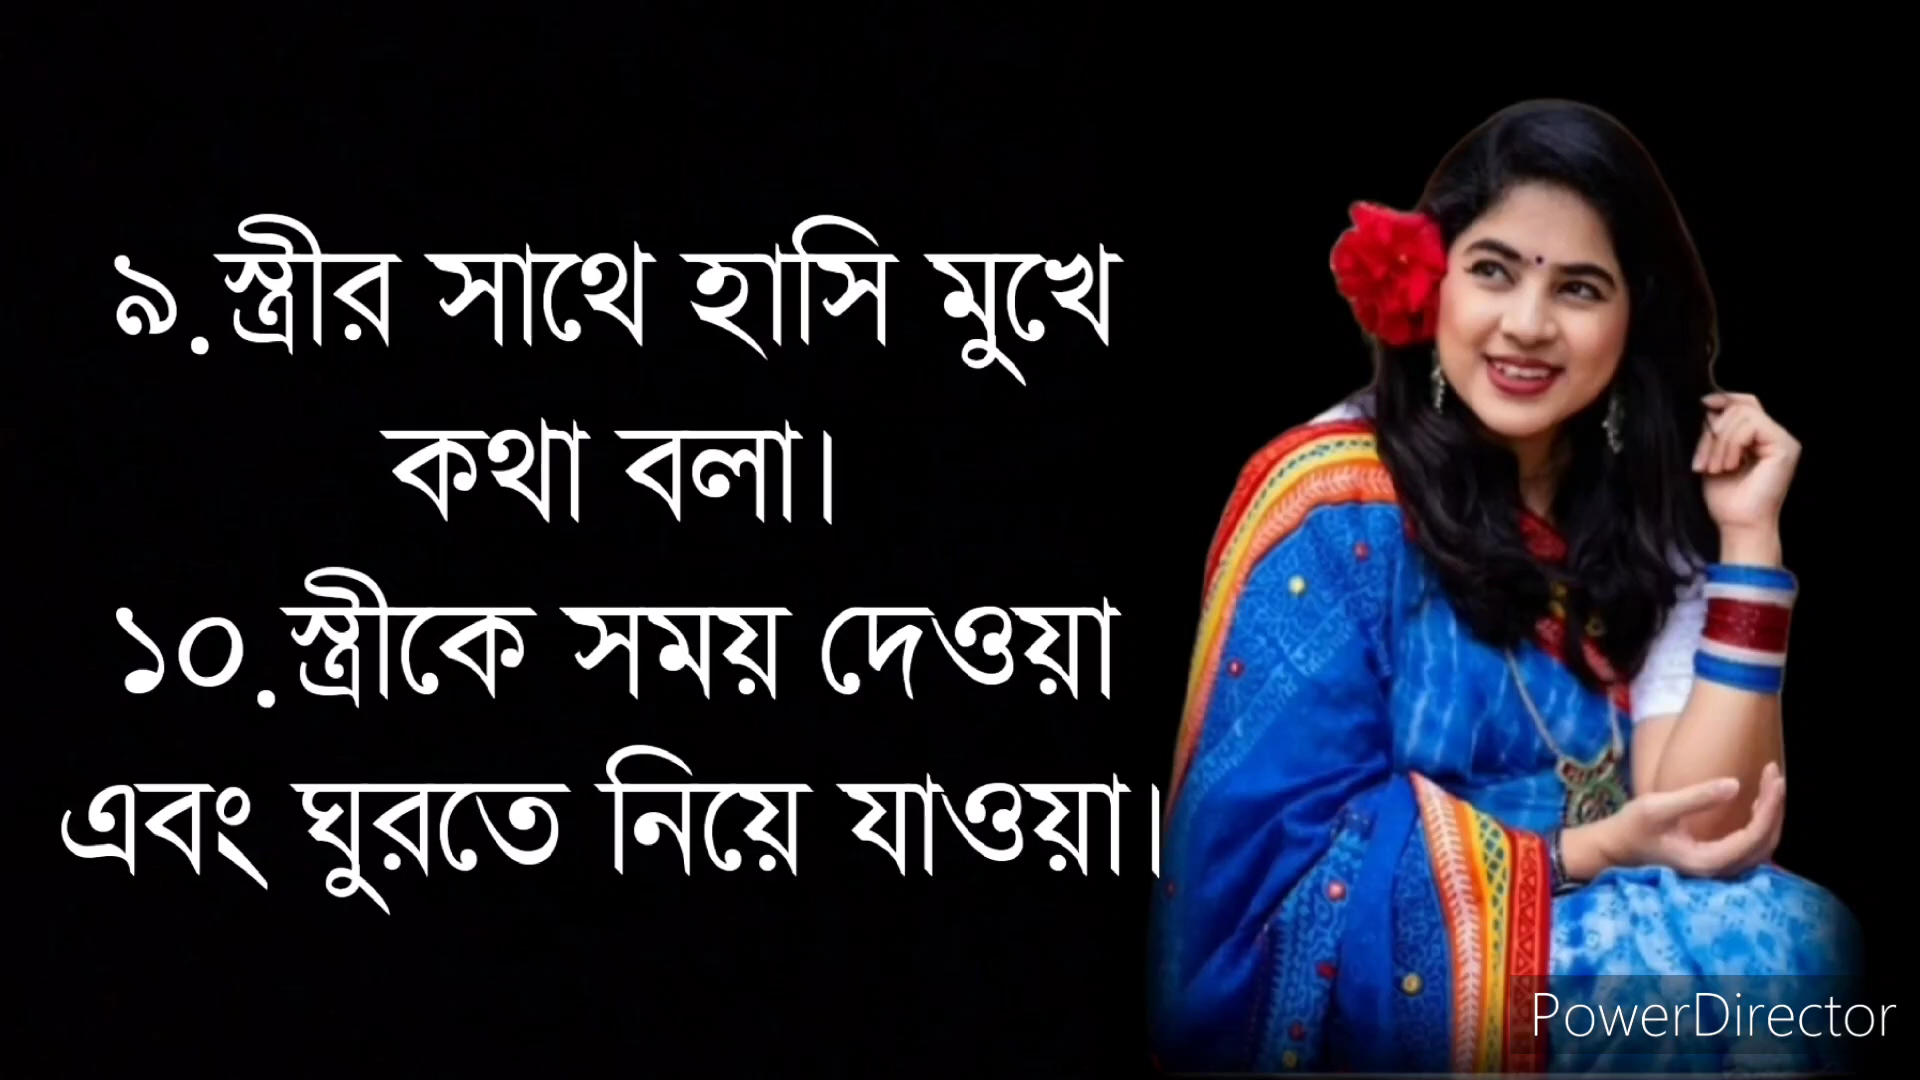 ৯.স্ত্রীর সাথে হাসি মুখে
কথা বলা।
১০.স্ত্রীকে সময় দেওয়া
এবং ঘুরতে নিয়ে যাওয়া।
PowerDirector